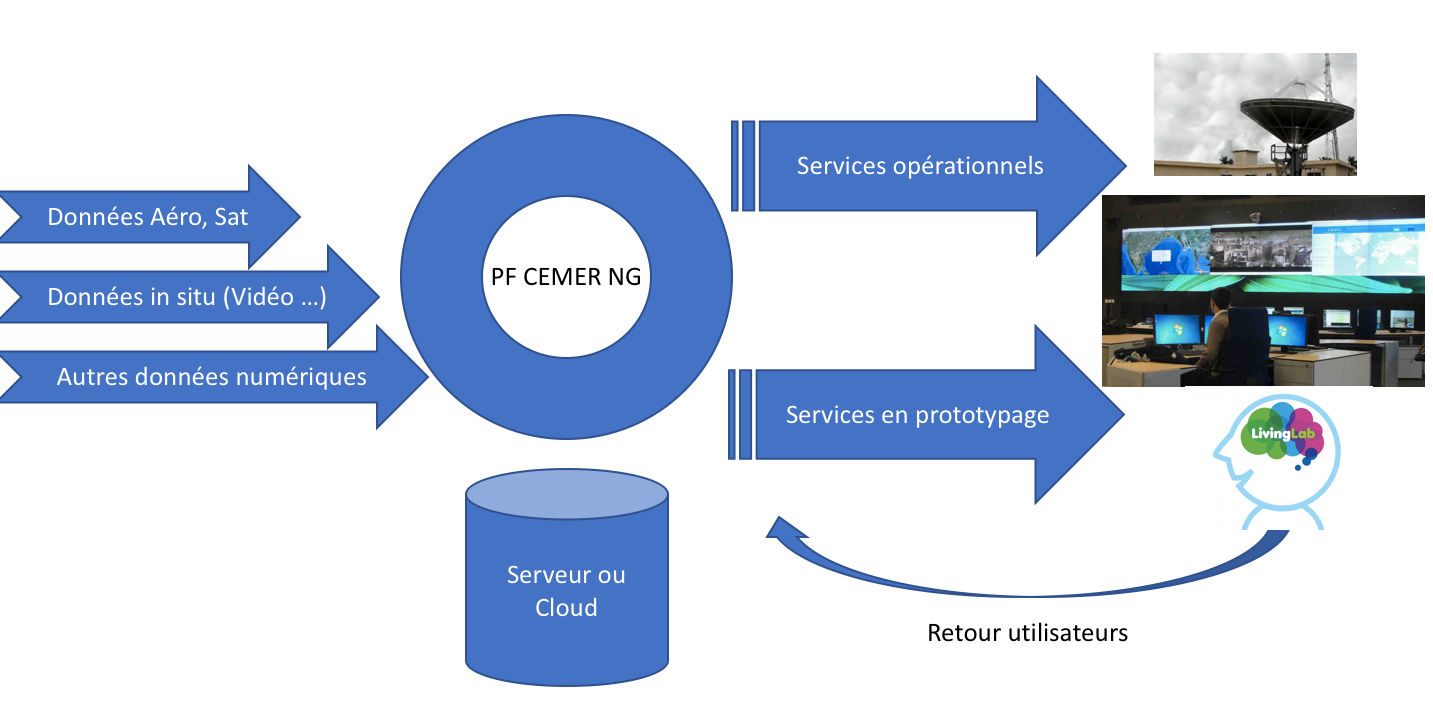 Données Aéro, Sat
Données in situ (Vidéo ...)
Autres données numériques
PF CEMER NG
Serveur ou
Cloud
Services opérationnels
Services en prototypage
LivingLab
Retour utilisateurs